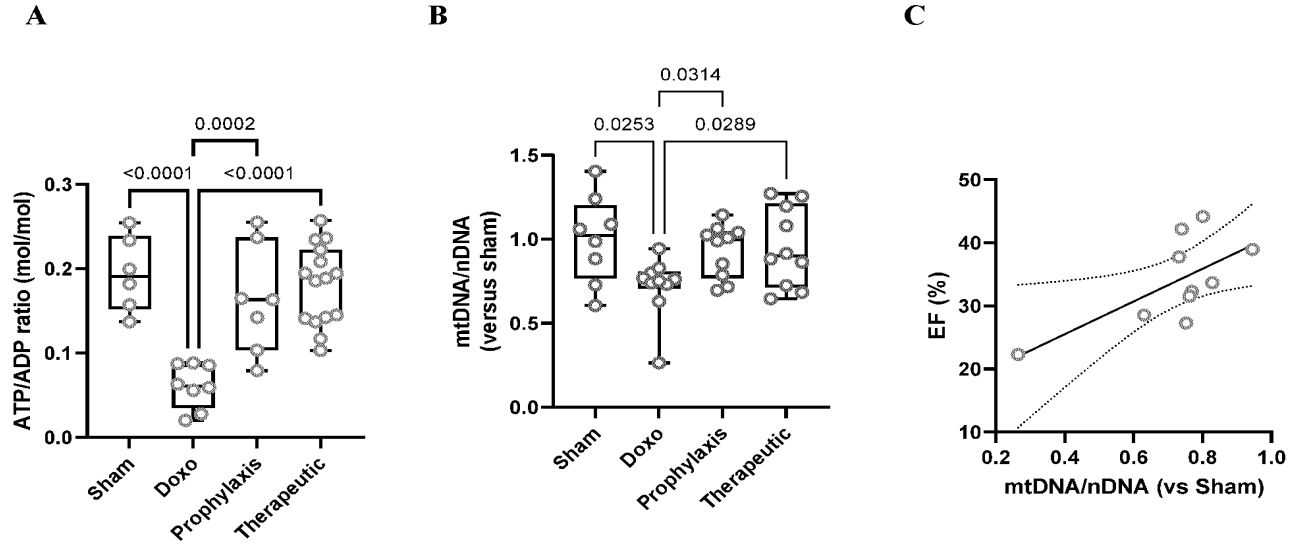 A
B
C
0.0002
<0.0001
<0.0001
0.3
0.2
0.1
0.0
ATP/ADP ratio (mol/mol)
Sham
Doxo
Prophylaxis
Therapeutic
0.0314
0.0253
0.0289
1.5
1.0
0.5
0.0
mtDNA/nDNA
(versus sham)
Sham
Doxo
Prophylaxis
Therapeutic
50
40
30
20
10
EF (%)
0.2
0.4
0.6
0.8
1.0
mtDNA/nDNA (vs Sham)